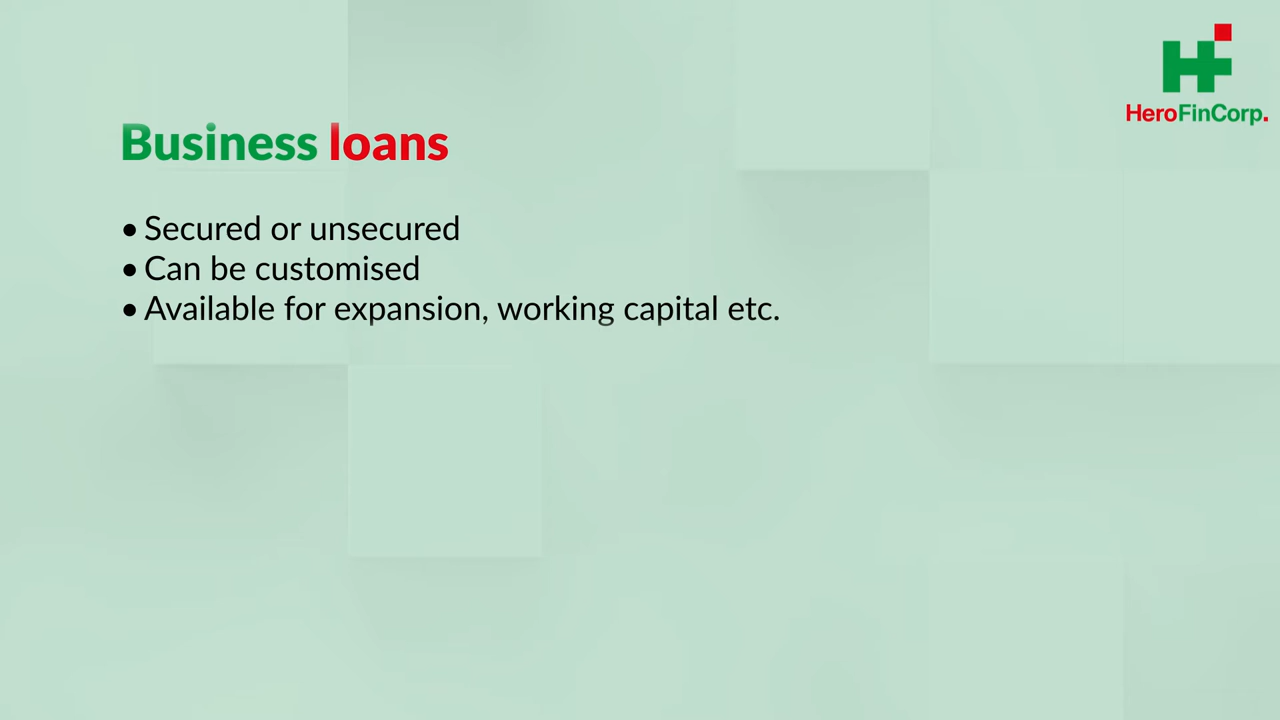 HeroFinCorp.
Business loans
• Secured or unsecured
• Can be customised
• Available for expansion, working capital etc.